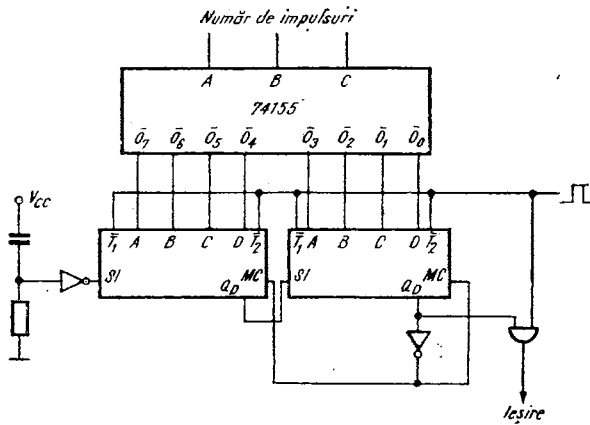 Număr de impulsuri
A B C
74155
Ō7 Ō6 Ō5 Ō4 Ō3 Ō2 Ō1 Ō0
VCC
T̄1 A B C D T̄2 T̄1 A B C D T̄2
SI MC SI MC
QD QD
Ieșire